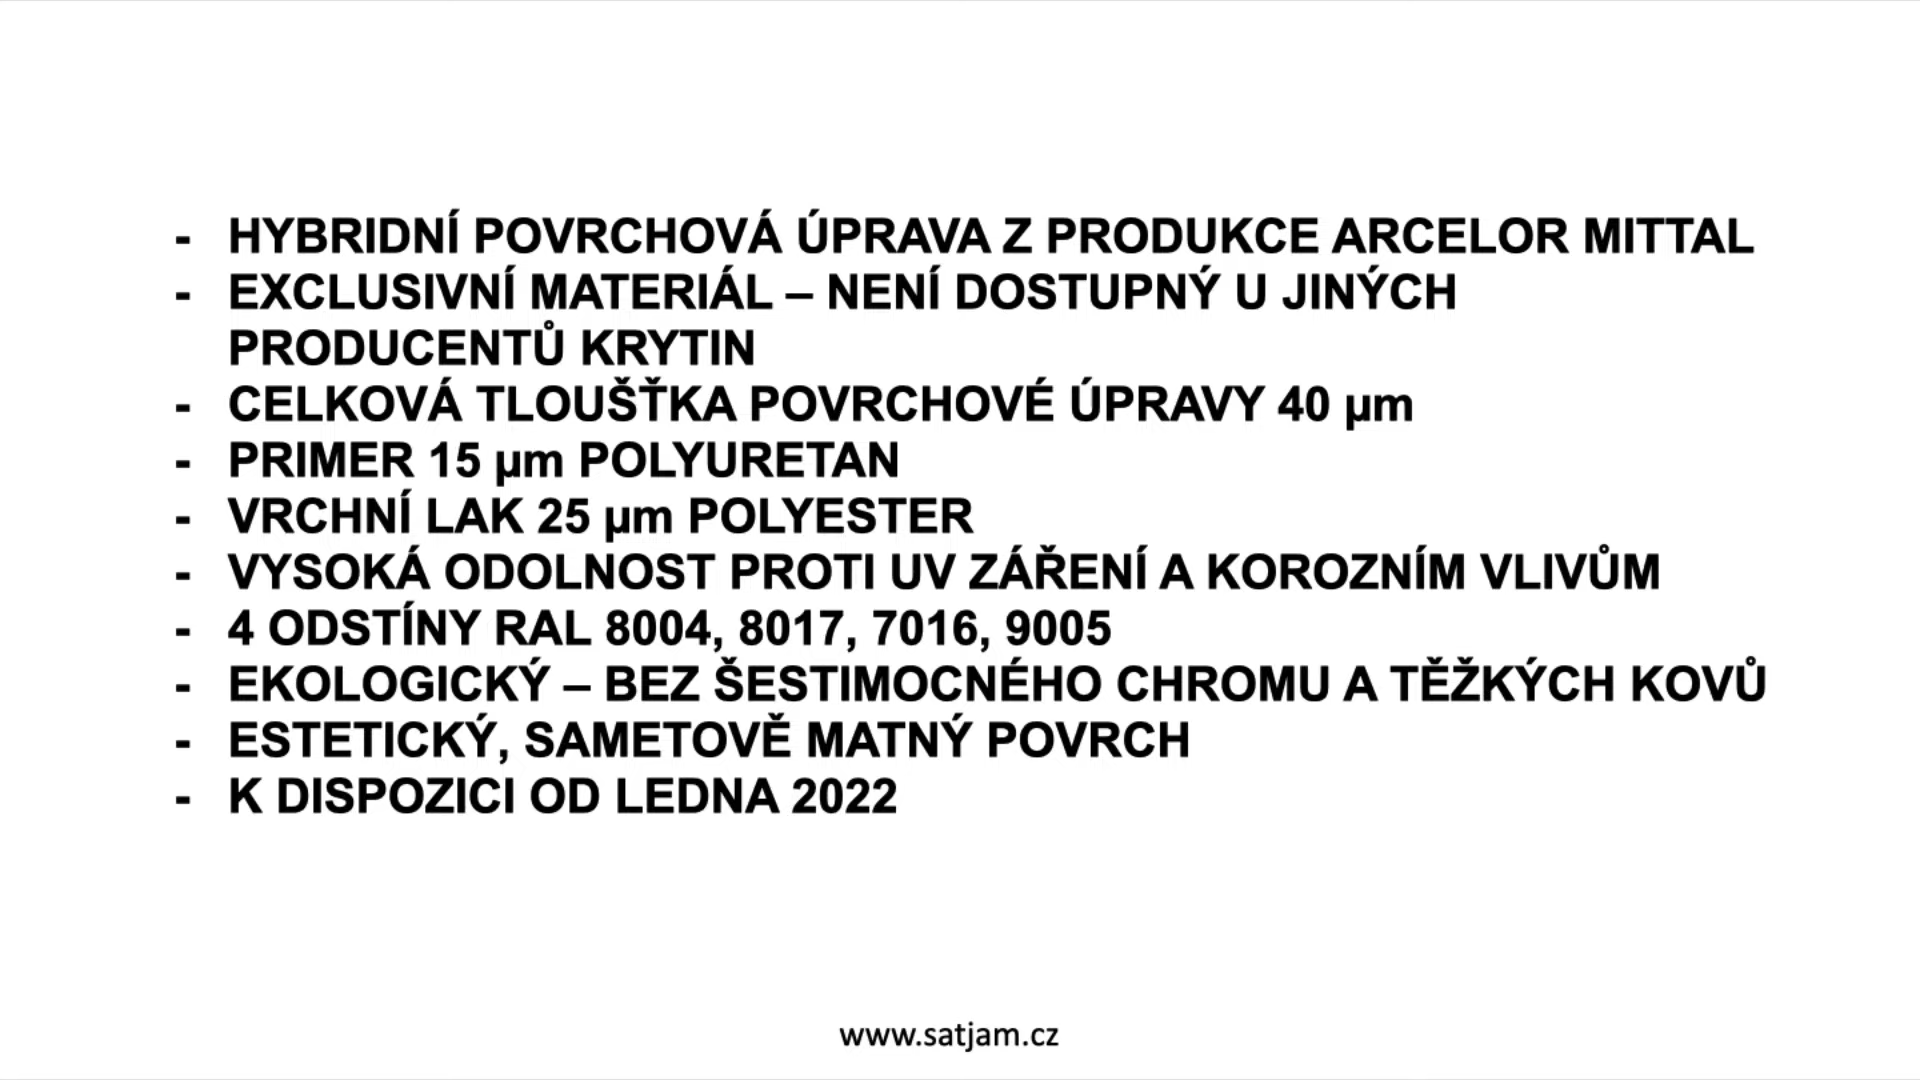 - HYBRIDNÍ POVRCHOVÁ ÚPRAVA Z PRODUKCE ARCELOR MITTAL
- EXCLUSIVNÍ MATERIÁL – NENÍ DOSTUPNÝ U JINÝCH
PRODUCENTŮ KRYTIN
- CELKOVÁ TLOUŠŤKA POVRCHOVÉ ÚPRAVY 40 µm
- PRIMER 15 µm POLYURETAN
- VRCHNÍ LAK 25 µm POLYESTER
- VYSOKÁ ODOLNOST PROTI UV ZÁŘENÍ A KOROZNÍM VLIVŮM
- 4 ODSTÍNY RAL 8004, 8017, 7016, 9005
- EKOLOGICKÝ – BEZ ŠESTIMOCNÉHO CHROMU A TĚŽKÝCH KOVŮ
- ESTETICKÝ, SAMETOVĚ MATNÝ POVRCH
- K DISPOZICI OD LEDNA 2022
www.satjam.cz